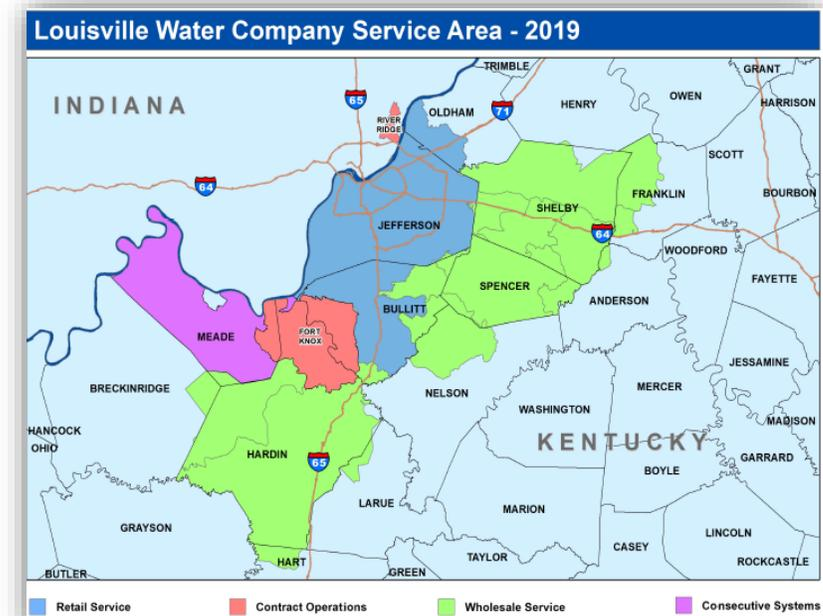 Louisville Water Company Service Area - 2019
TRIMBLE
GRANT
INDIANA
65
71
OWEN
HARRISON
HENRY
OLDHAM
RIVER
RIDGE
SCOTT
64
FRANKLIN
BOURBON
SHELBY
JEFFERSON
64
WOODFORD
FAYETTE
SPENCER
ANDERSON
BULLITT
MEADE
FORT
KNOX
JESSAMINE
BRECKINRIDGE
MERCER
NELSON
WASHINGTON
MADISON
HANCOCK
KENTUCKY
OHIO
HARDIN
65
GARRARD
BOYLE
LARUE
MARION
GRAYSON
LINCOLN
CASEY
TAYLOR
HART
ROCKCASTLE
BUTLER
GREEN
Retail Service
Contract Operations
Wholesale Service
Consecutive Systems